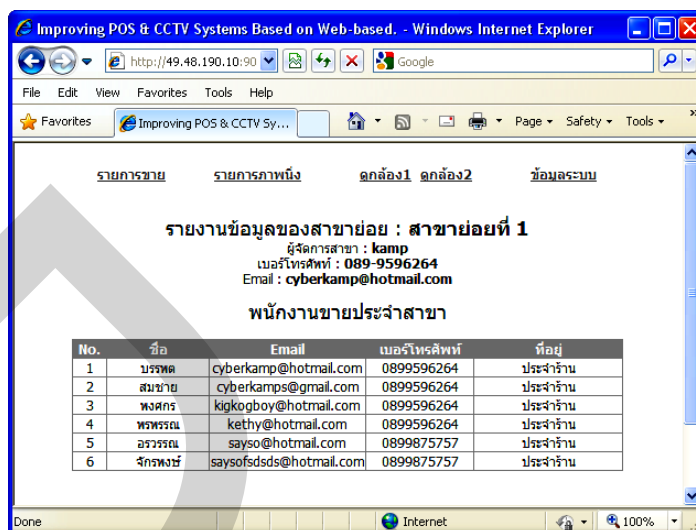 Improving POS & CCTV Systems Based on Web-based. - Windows Internet Explorer
http://49.48.190.10:90 Google
File Edit View Favorites Tools Help
Favorites Improving POS & CCTV Sy... Page Safety Tools »
รายการขาย รายการภาพนิ่ง ดูกล้อง1 ดูกล้อง2 ข้อมูลระบบ
รายงานข้อมูลของสาขาย่อย : สาขาย่อยที่ 1
ผู้จัดการสาขา : kamp
เบอร์โทรศัพท์ : 089-9596264
Email : cyberkamp@hotmail.com
พนักงานขายประจำสาขา
No. ชื่อ Email เบอร์โทรศัพท์ ที่อยู่
1 บรรพต cyberkamp@hotmail.com 0899596264 ประจำร้าน
2 สมชาย cyberkamps@gmail.com 0899596264 ประจำร้าน
3 พงศกร kigkogboy@hotmail.com 0899596264 ประจำร้าน
4 พรพรรณ kethy@hotmail.com 0899596264 ประจำร้าน
5 อรวรรณ sayso@hotmail.com 0899875757 ประจำร้าน
6 จักรพงษ์ saysofsdsds@hotmail.com 0899875757 ประจำร้าน
Done Internet 100%